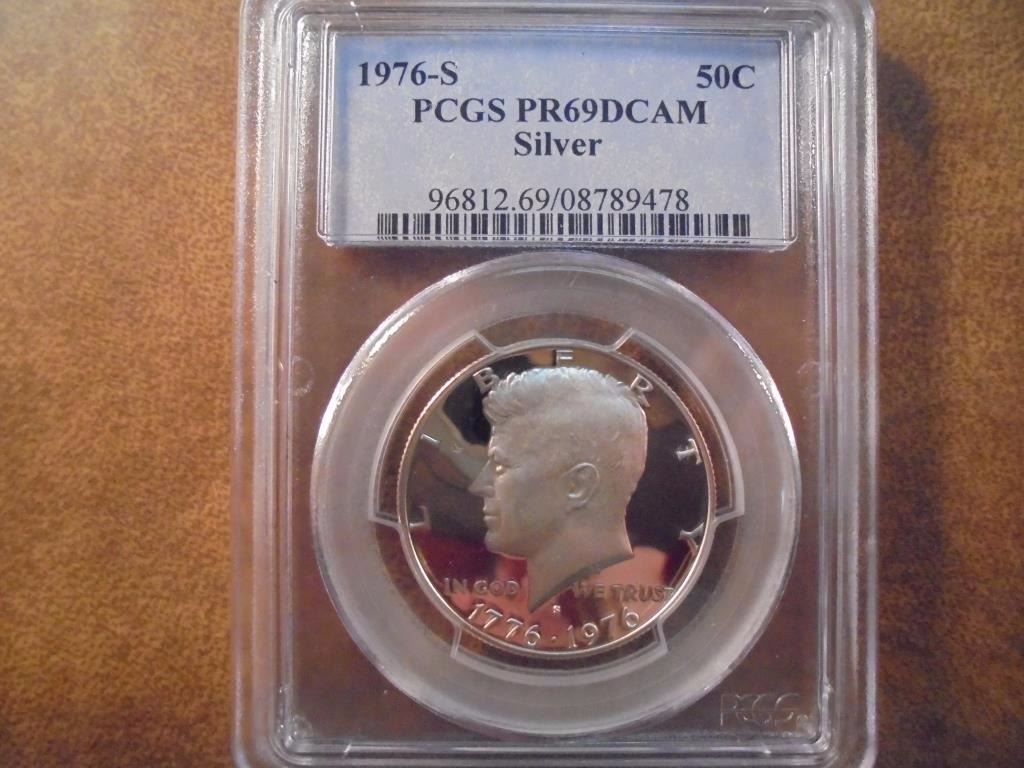 1976-S 50C
PCGS PR69DCAM
Silver
96812.69/08789478
LIBERTY
IN GOD WE TRUST
S
1776·1976
PCGS